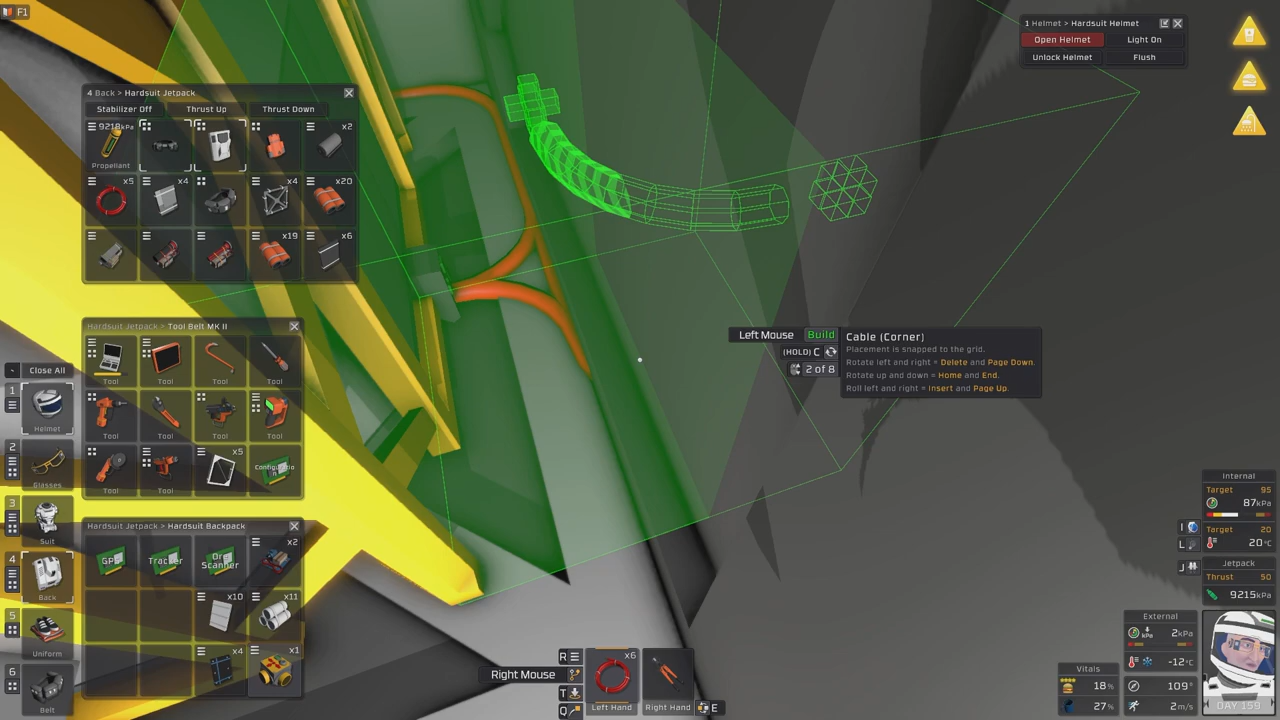 F1
1 Helmet > Hardsuit Helmet
Open Helmet
Light On
Unlock Helmet
Flush
4 Back > Hardsuit Jetpack
Stabilizer Off
Thrust Up
Thrust Down
9218kPa
x2
Propellant
x5
x4
x4
x20
x19
x6
Hardsuit Jetpack > Tool Belt MK II
Tool
Tool
Tool
Tool
Tool
Tool
Tool
Tool
x5
Tool
Tool
Close All
1
Helmet
2
Glasses
3
Suit
4
Back
5
Uniform
6
Belt
Hardsuit Jetpack > Hardsuit Backpack
GPS
Tracker
Ore Scanner
x2
x10
x11
x4
x1
Left Mouse
Build
(HOLD) C
2 of 8
Cable (Corner)
Placement is snapped to the grid.
Rotate left and right = Delete and Page Down.
Rotate up and down = Home and End.
Roll left and right = Insert and Page Up.
Right Mouse
R
T
Q
x6
Left Hand
Right Hand
E
Internal
Target 95
87kPa
Target 20
20°C
I
L
J
Jetpack
Thrust 50
9215kPa
External
kPa
2kPa
-12°C
109°
2m/s
Vitals
18%
27%
DAY 159